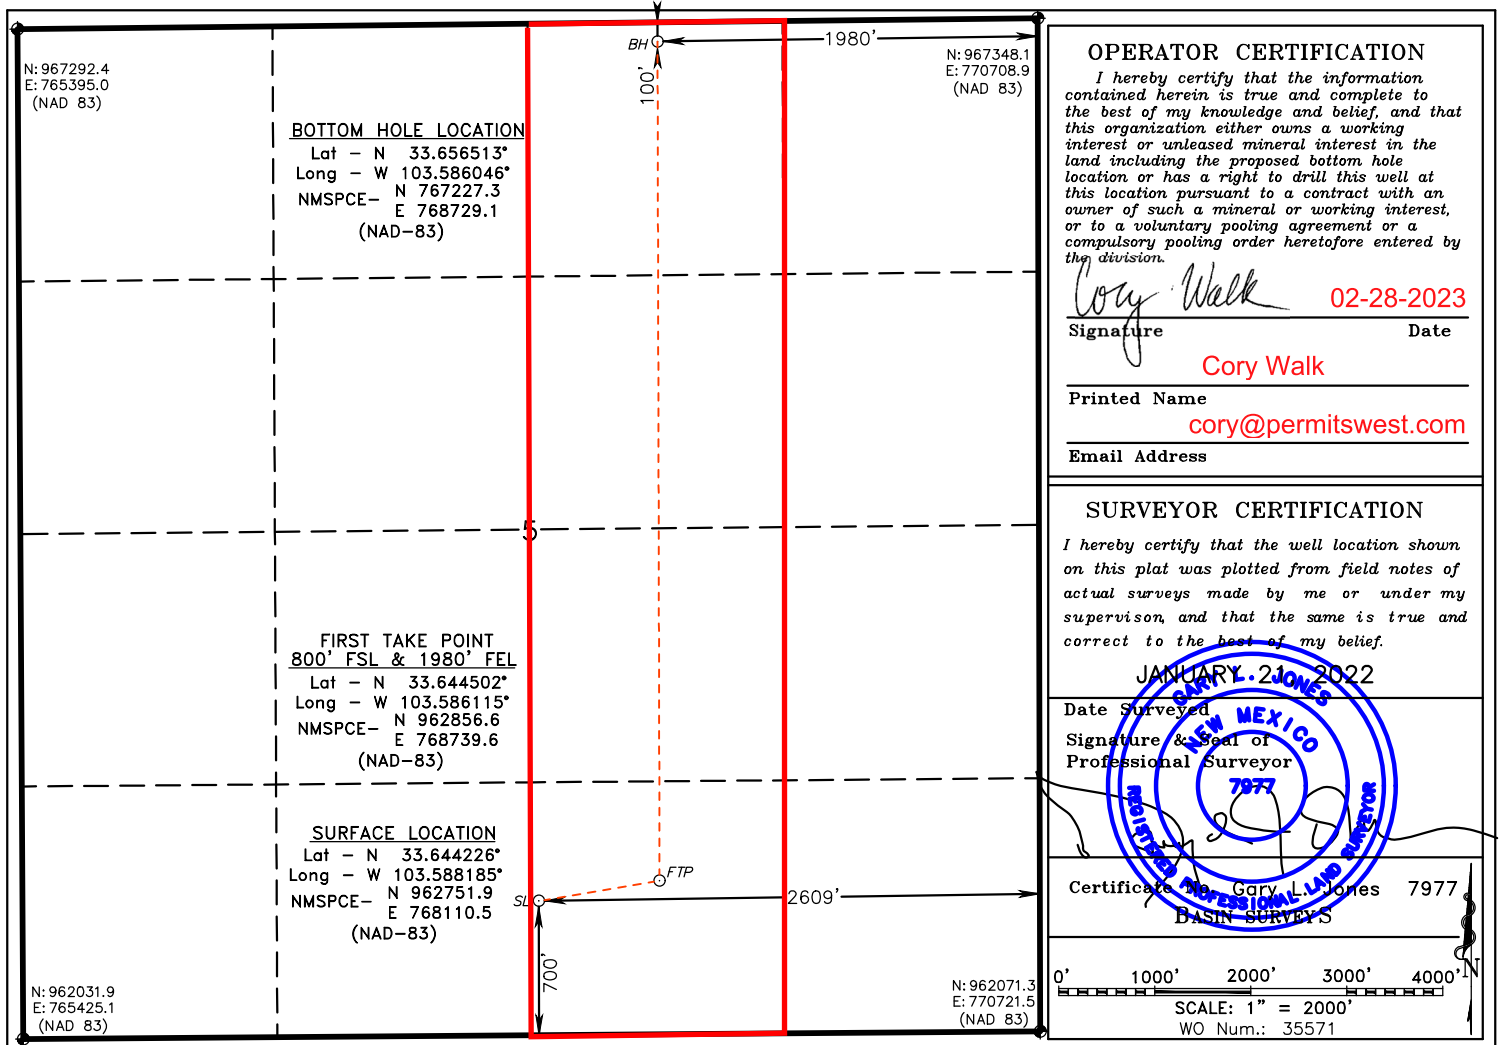 N: 967292.4
E: 765395.0
(NAD 83)
BH
1980'
100'
N: 967348.1
E: 770708.9
(NAD 83)
BOTTOM HOLE LOCATION
Lat - N 33.656513°
Long - W 103.586046°
NMSPCE- N 767227.3
E 768729.1
(NAD-83)
5
FIRST TAKE POINT
800' FSL & 1980' FEL
Lat - N 33.644502°
Long - W 103.586115°
NMSPCE- N 962856.6
E 768739.6
(NAD-83)
SURFACE LOCATION
Lat - N 33.644226°
Long - W 103.588185°
NMSPCE- N 962751.9
E 768110.5
(NAD-83)
FTP
SL
2609'
700'
N: 962031.9
E: 765425.1
(NAD 83)
N: 962071.3
E: 770721.5
(NAD 83)
OPERATOR CERTIFICATION
I hereby certify that the information
contained herein is true and complete to
the best of my knowledge and belief, and that
this organization either owns a working
interest or unleased mineral interest in the
land including the proposed bottom hole
location or has a right to drill this well at
this location pursuant to a contract with an
owner of such a mineral or working interest,
or to a voluntary pooling agreement or a
compulsory pooling order heretofore entered by
the division.
Cory Walk
02-28-2023
Signature Date
Cory Walk
Printed Name
cory@permitswest.com
Email Address
SURVEYOR CERTIFICATION
I hereby certify that the well location shown
on this plat was plotted from field notes of
actual surveys made by me or under my
supervison, and that the same is true and
correct to the best of my belief.
JANUARY 21, 2022
Date Surveyed
Signature & Seal of
Professional Surveyor
GARY L. JONES
NEW MEXICO
7977
REGISTERED PROFESSIONAL LAND SURVEYOR
Certificate No. Gary L. Jones 7977
BASIN SURVEYS
0' 1000' 2000' 3000' 4000'
N
SCALE: 1" = 2000'
WO Num.: 35571